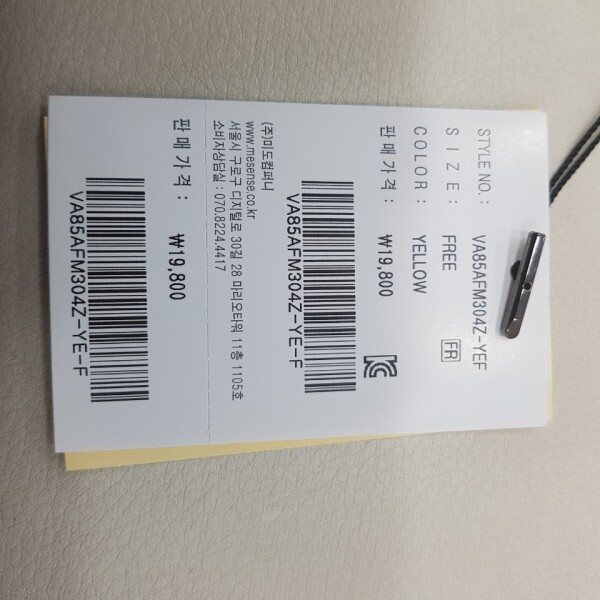 STYLE NO. : VA85AFM304Z-YEF
SIZE : FREE FR
COLOR : YELLOW
판매가격 : ₩19,800
VA85AFM304Z-YE-F
(주)미도컴퍼니
www.mesense.co.kr
서울시 구로구 디지털로 30길 28 마리오타워 11층 1105호
소비자상담실 : 070.8224.4417
판매가격 : ₩19,800
VA85AFM304Z-YE-F